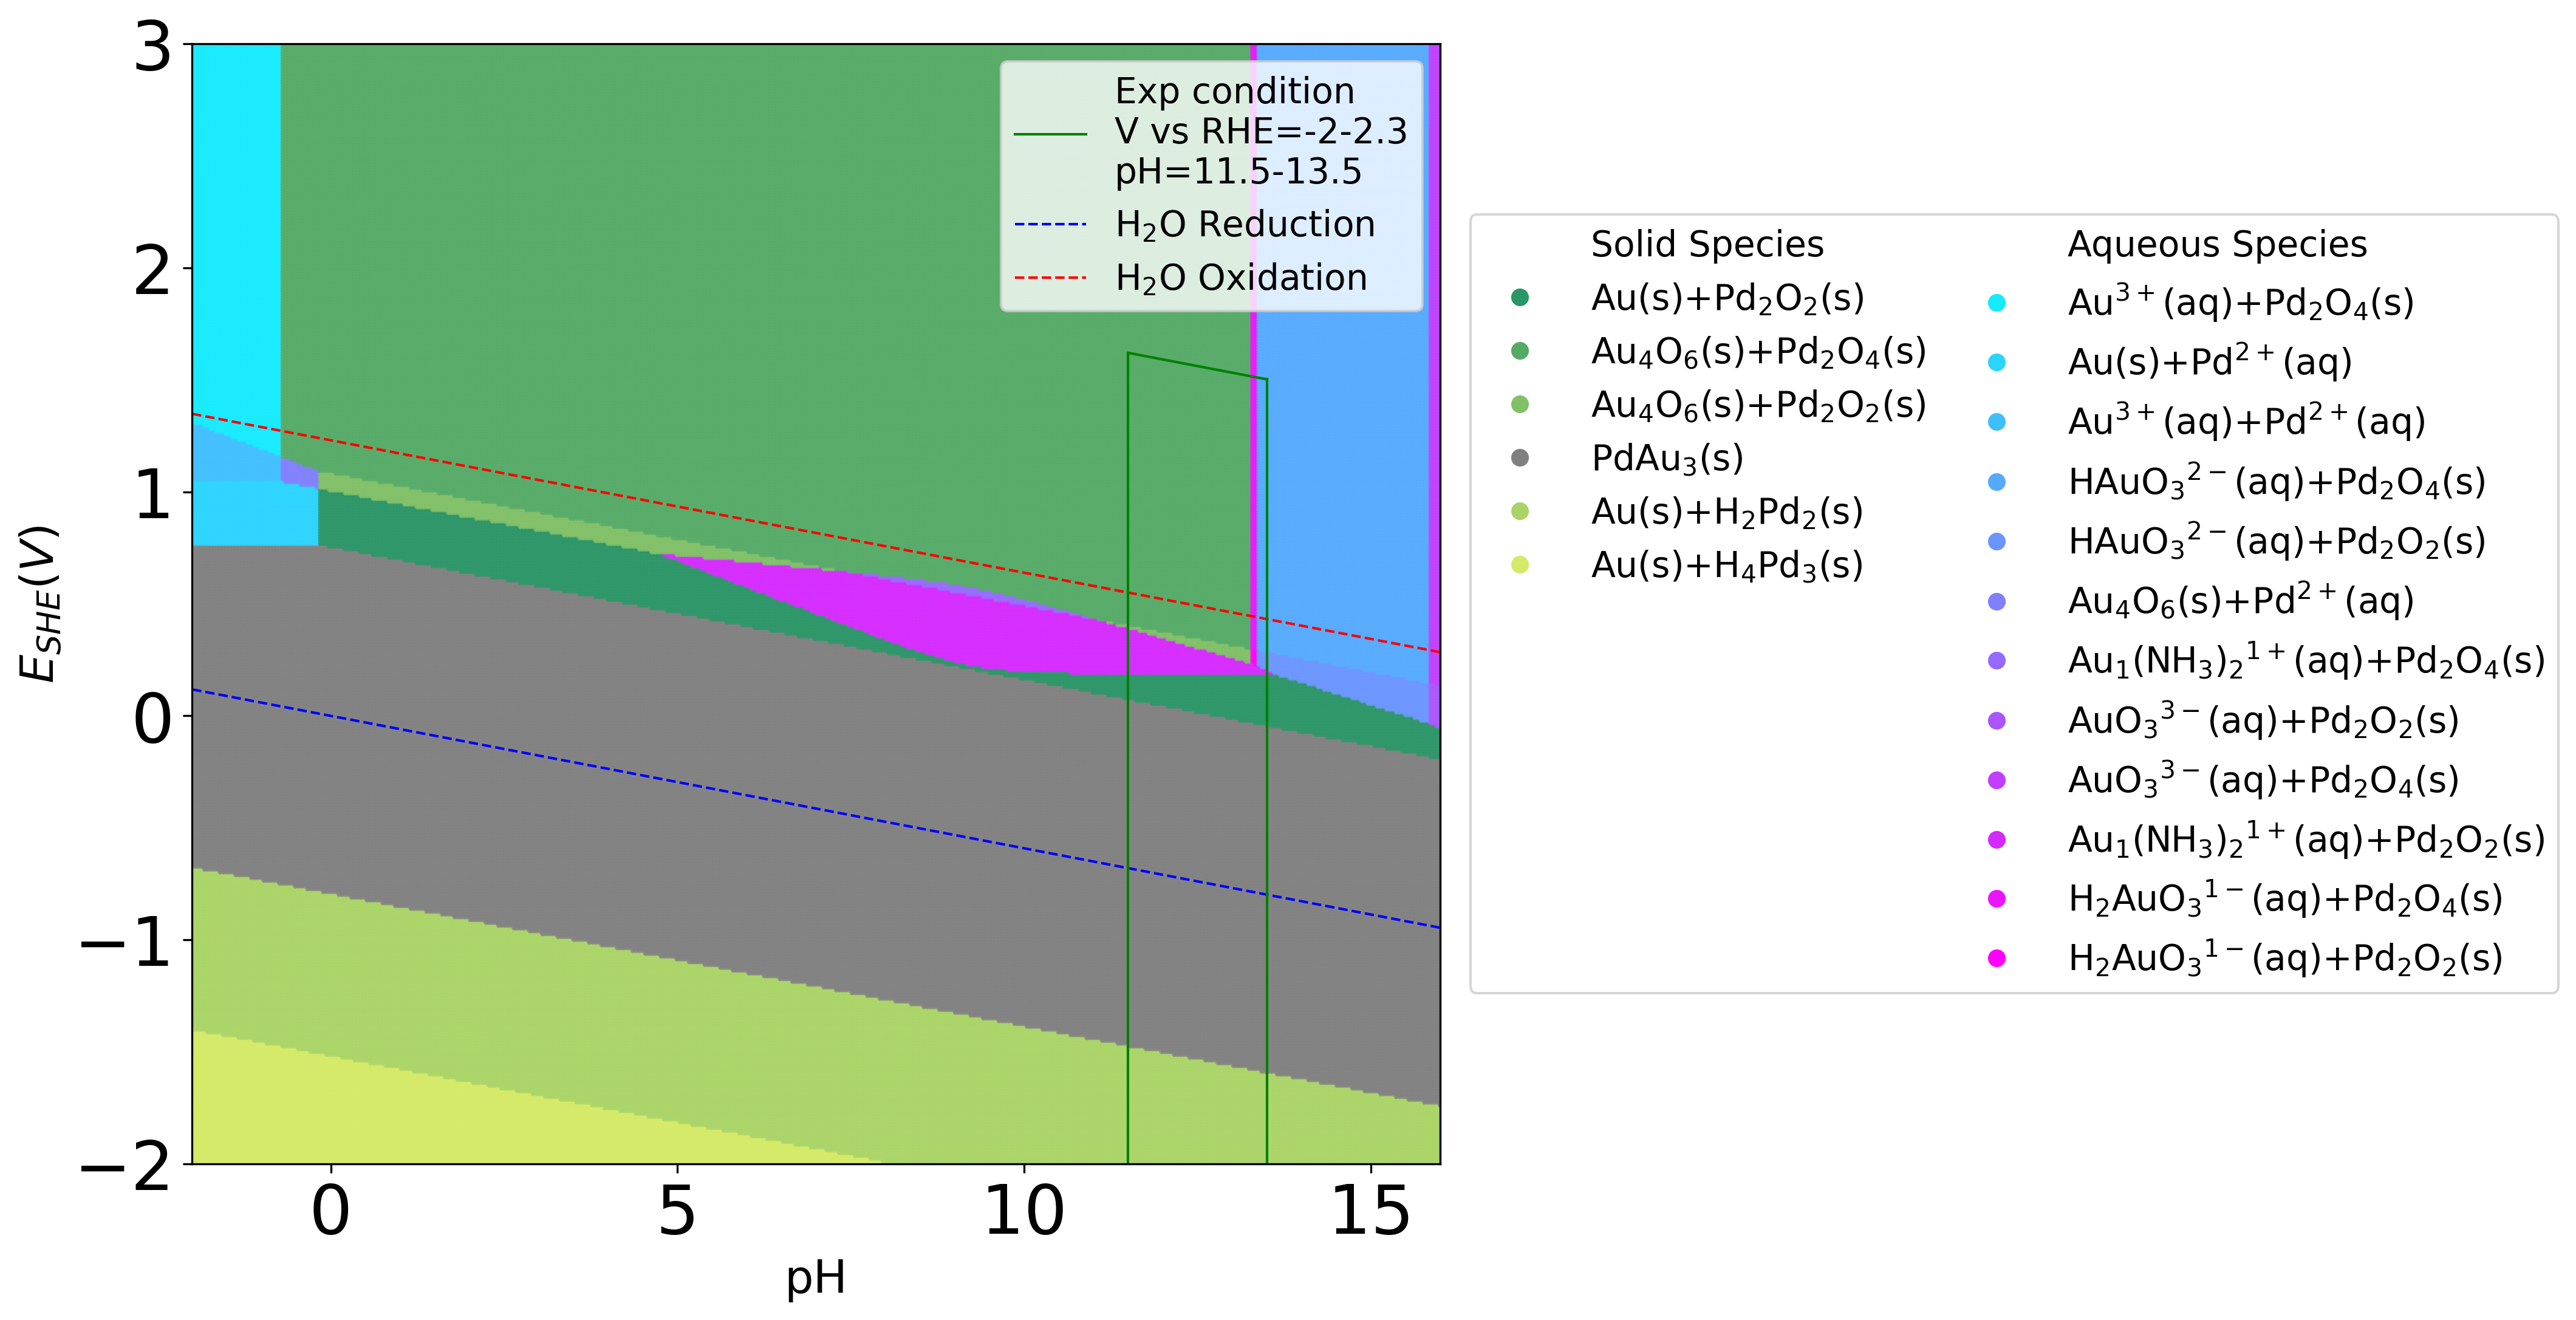 3
2
1
0
−1
−2
E_SHE(V)
0
5
10
15
pH
Exp condition
V vs RHE=-2-2.3
pH=11.5-13.5
H₂O Reduction
H₂O Oxidation
Solid Species
Au(s)+Pd₂O₂(s)
Au₄O₆(s)+Pd₂O₄(s)
Au₄O₆(s)+Pd₂O₂(s)
PdAu₃(s)
Au(s)+H₂Pd₂(s)
Au(s)+H₄Pd₃(s)
Aqueous Species
Au³⁺(aq)+Pd₂O₄(s)
Au(s)+Pd²⁺(aq)
Au³⁺(aq)+Pd²⁺(aq)
HAuO₃²⁻(aq)+Pd₂O₄(s)
HAuO₃²⁻(aq)+Pd₂O₂(s)
Au₄O₆(s)+Pd²⁺(aq)
Au₁(NH₃)₂¹⁺(aq)+Pd₂O₄(s)
AuO₃³⁻(aq)+Pd₂O₂(s)
AuO₃³⁻(aq)+Pd₂O₄(s)
Au₁(NH₃)₂¹⁺(aq)+Pd₂O₂(s)
H₂AuO₃¹⁻(aq)+Pd₂O₄(s)
H₂AuO₃¹⁻(aq)+Pd₂O₂(s)